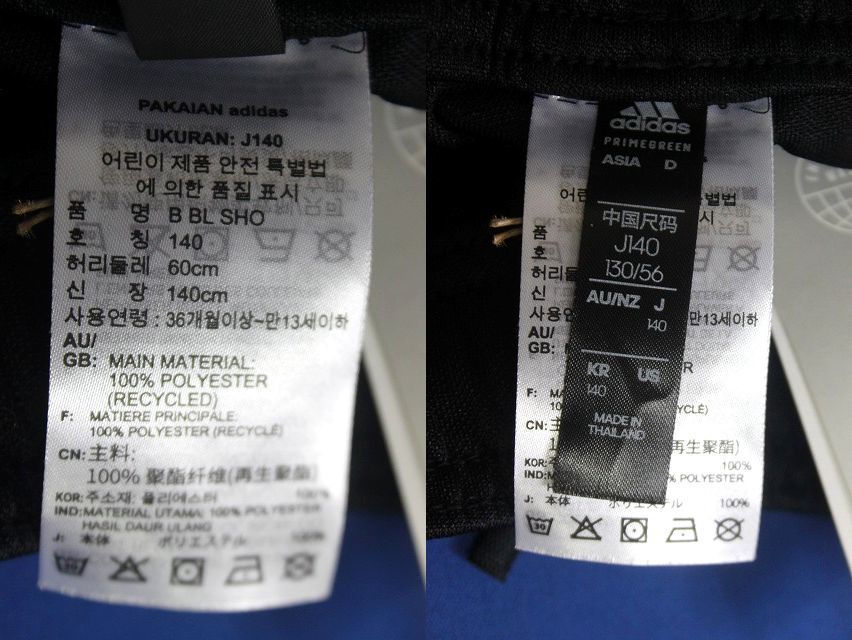 PAKAIAN adidas
UKURAN: J140
어린이 제품 안전 특별법
에 의한 품질 표시
품 명 B BL SHO
호 칭 140
허리둘레 60cm
신 장 140cm
사용연령 : 36개월이상~만13세이하
AU/
GB: MAIN MATERIAL:
100% POLYESTER
(RECYCLED)
F: MATIERE PRINCIPALE:
100% POLYESTER (RECYCLÉ)
CN: 主料:
100% 聚酯纤维(再生聚酯)
KOR: 주소재: 폴리에스터 100%
IND: MATERIAL UTAMA: 100% POLYESTER
HASIL DAUR ULANG
J: 本体 ポリエステル 100%
adidas
PRIMEGREEN
ASIA D
中国尺码
J140
130/56
AU/NZ J
140
KR US
140
MADE IN
THAILAND
어린 별법
시
품
호
허리
신
사용 만13세이하
AU/
GB:
F: MA
CYCLÉ)
CN: 主
100 再生聚酯)
KOR: 100%
IND: POLYESTER
J: 本体 ポリエステル 100%
30